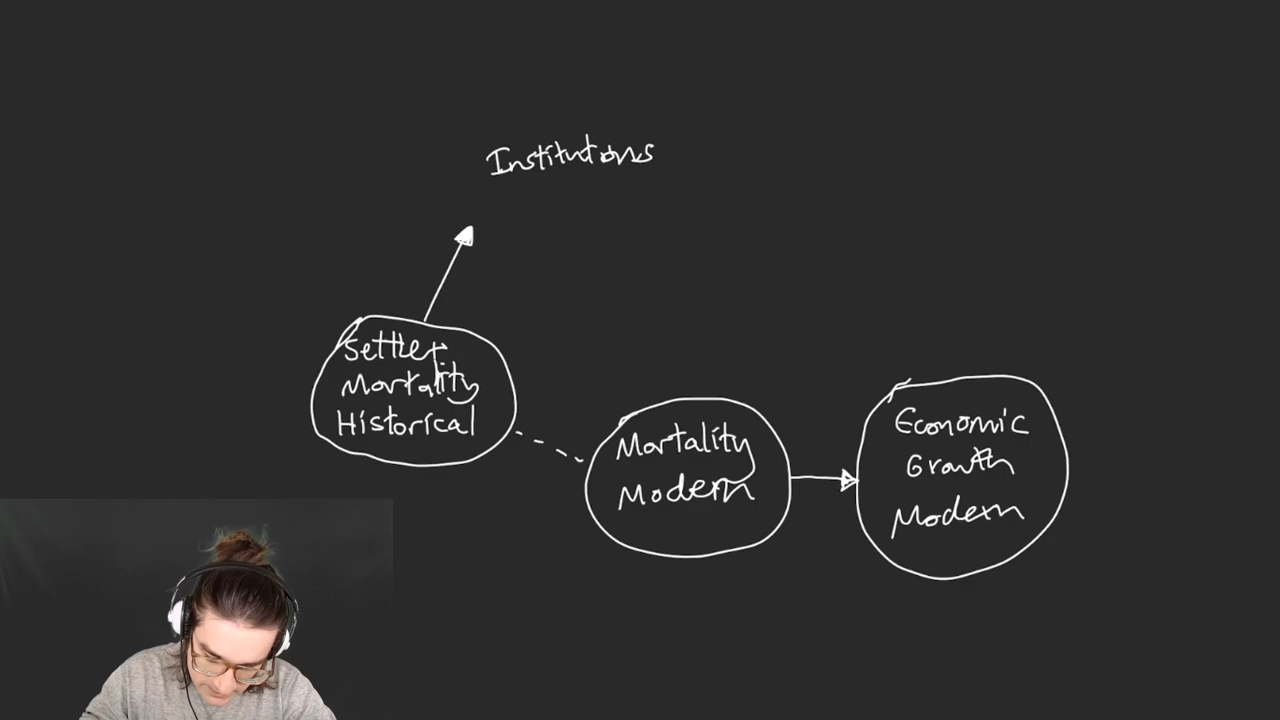 Institutions
Settler
Mortality
Historical
Mortality
Modern
Economic
Growth
Modern